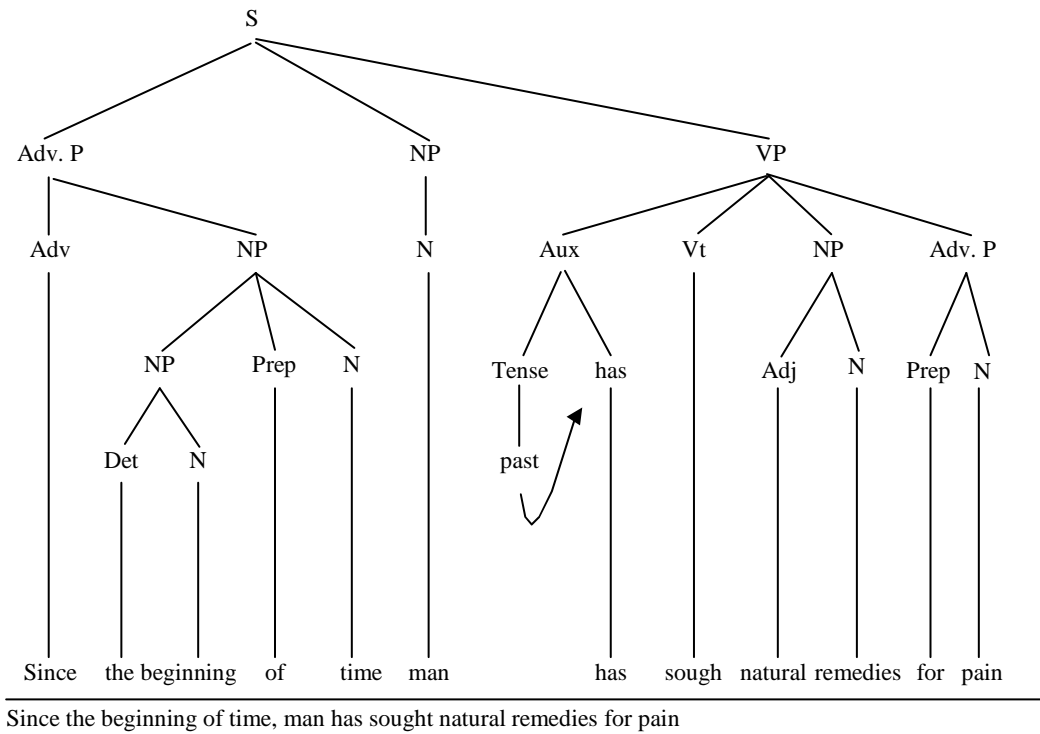 S
Adv. P NP VP
Adv NP N Aux Vt NP Adv. P
NP Prep N Tense has Adj N Prep N
Det N past
Since the beginning of time man has sough natural remedies for pain
Since the beginning of time, man has sought natural remedies for pain